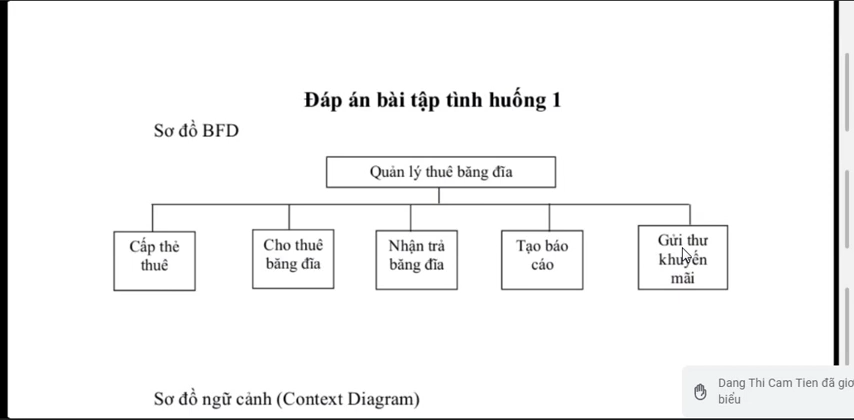 Đáp án bài tập tình huống 1
Sơ đồ BFD
Quản lý thuê băng đĩa
Cấp thẻ
thuê
Cho thuê
băng đĩa
Nhận trả
băng đĩa
Tạo báo
cáo
Gửi thư
khuyến
mãi
Sơ đồ ngữ cảnh (Context Diagram)
Dang Thi Cam Tien đã giơ
biểu